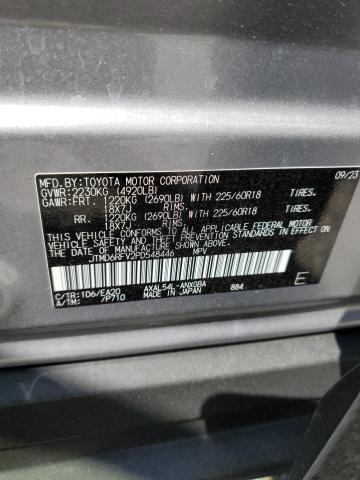 MFD.BY:TOYOTA MOTOR CORPORATION 09/23
GVWR:2230KG (4920LB)
GAWR:FRT. 1220KG (2690LB) WITH 225/60R18 TIRES.
18X7J RIMS.
RR. 1220KG (2690LB) WITH 225/60R18 TIRES.
18X7J RIMS.
THIS VEHICLE CONFORMS TO ALL APPLICABLE FEDERAL MOTOR
VEHICLE SAFETY, BUMPER, AND THEFT PREVENTION STANDARDS IN EFFECT
ON THE DATE OF MANUFACTURE SHOWN ABOVE.
JTMD6RFV2PD548446 MPV
C/TR:1D6/EA20 AXAL54L-ANXGBA 884
A/TM: /P710 MADE IN JAPAN
E